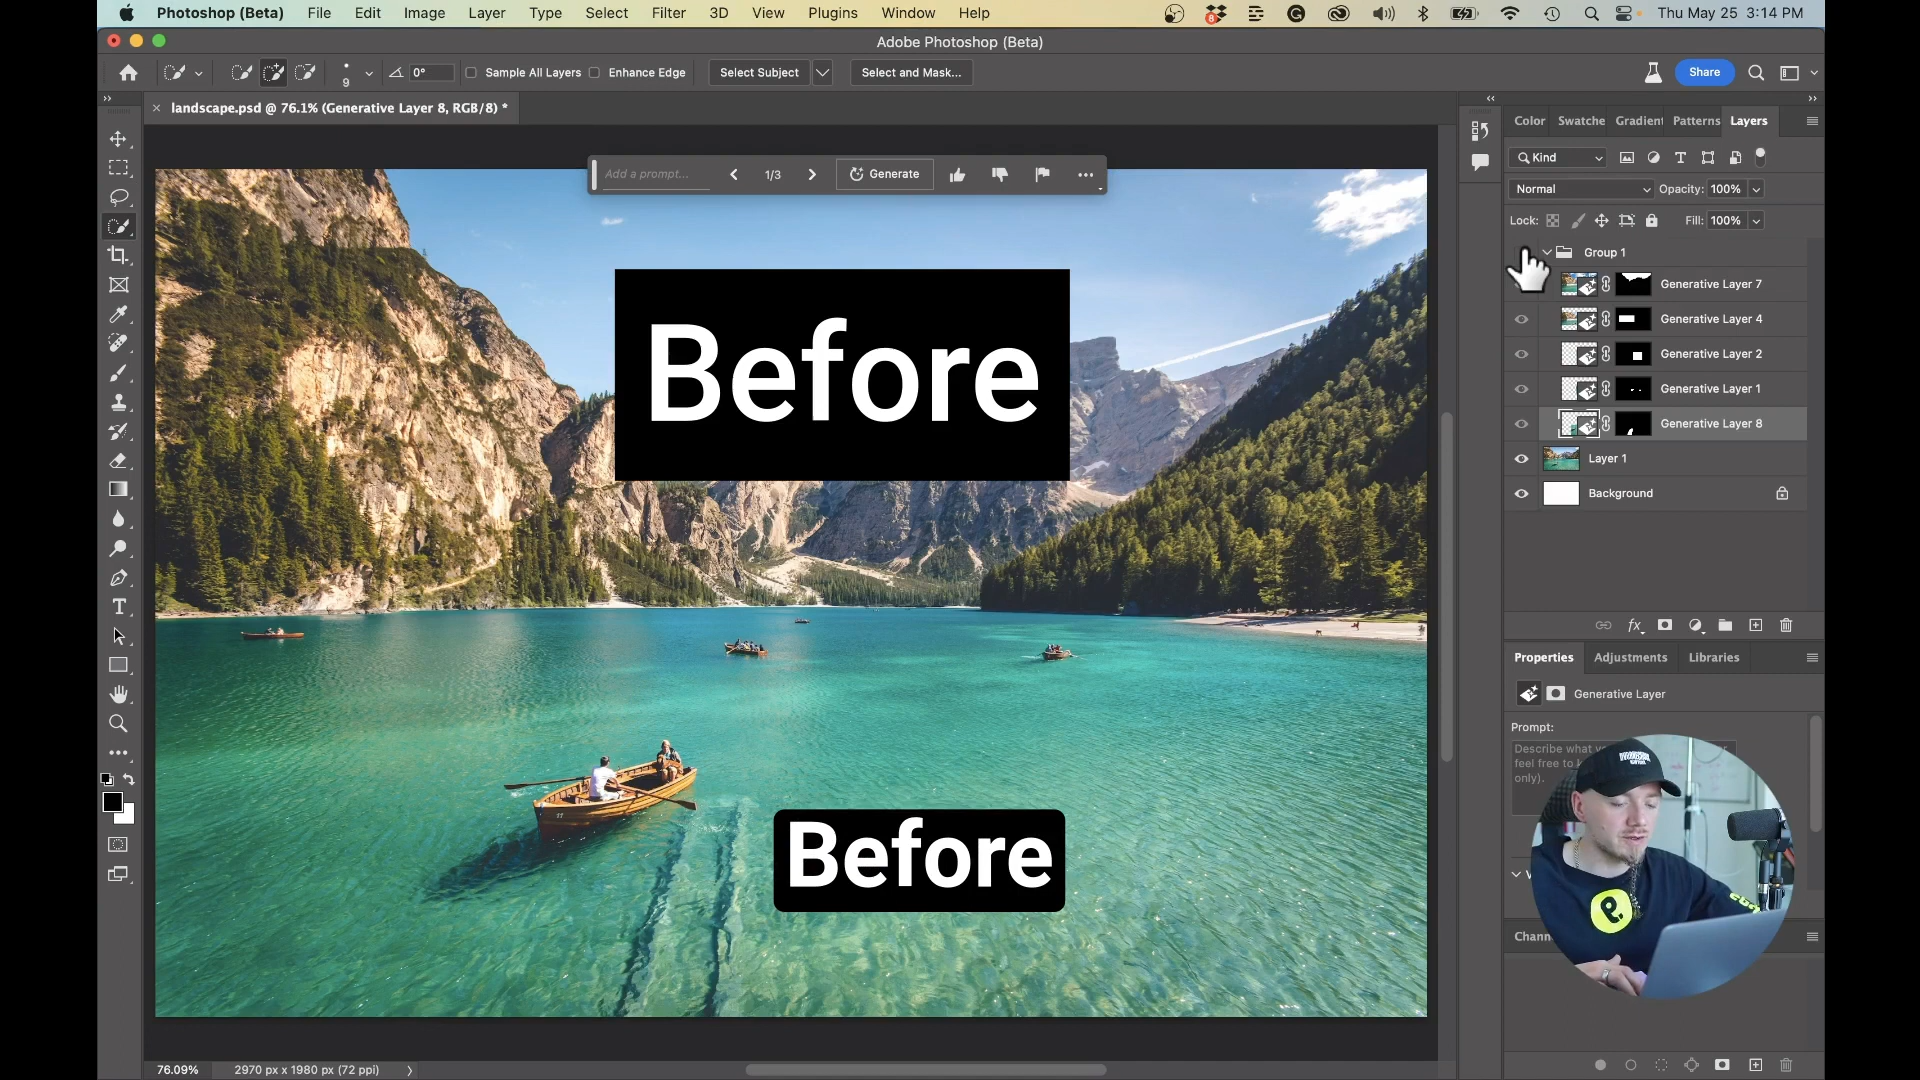 Photoshop (Beta) File Edit Image Layer Type Select Filter 3D View Plugins Window Help 8 Thu May 25 3:14 PM
Adobe Photoshop (Beta)
9 0° Sample All Layers Enhance Edge Select Subject Select and Mask... Share
landscape.psd @ 76.1% (Generative Layer 8, RGB/8) *
Color Swatche Gradient Patterns Layers
Kind
Add a prompt... 1/3 Generate
Normal Opacity: 100%
Lock: Fill: 100%
Group 1
Generative Layer 7
Generative Layer 4
Generative Layer 2
Generative Layer 1
Generative Layer 8
Layer 1
Background
Before
fx
Properties Adjustments Libraries
Generative Layer
Prompt:
Describe what
feel free to
only).
Before
Chann
76.09% 2970 px x 1980 px (72 ppi)